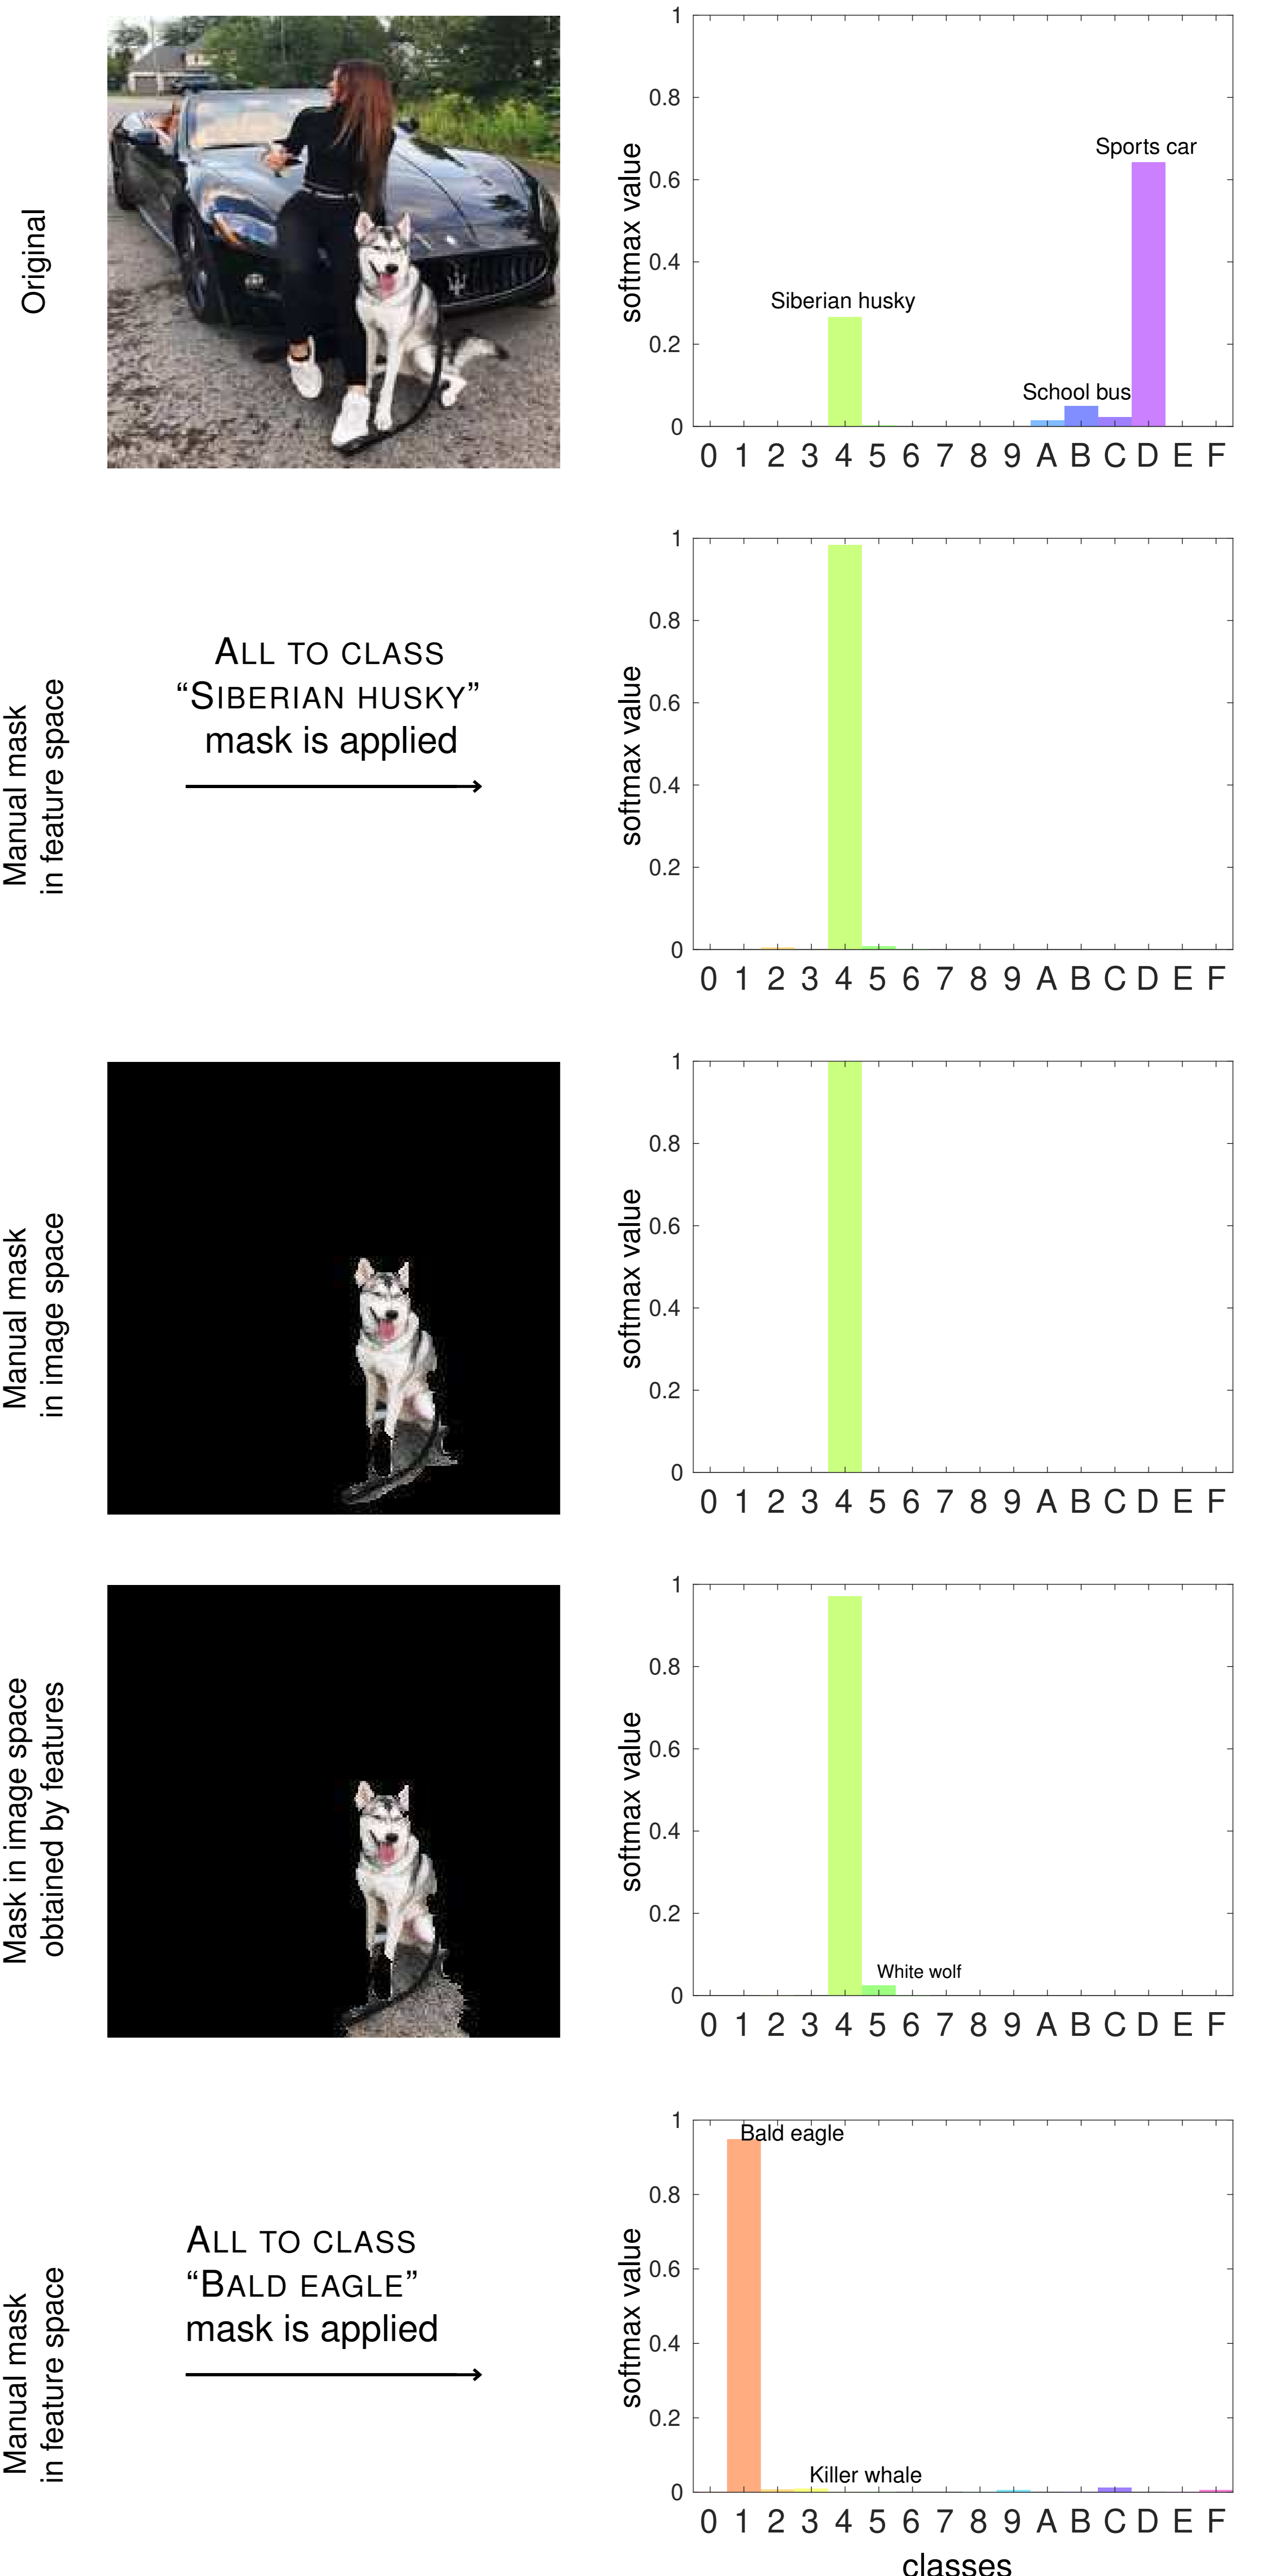 Original
softmax value
1
0.8
0.6
0.4
0.2
0
Siberian husky
School bus
Sports car
0 1 2 3 4 5 6 7 8 9 A B C D E F
Manual mask
in feature space
ALL TO CLASS
“SIBERIAN HUSKY”
mask is applied
softmax value
1
0.8
0.6
0.4
0.2
0
0 1 2 3 4 5 6 7 8 9 A B C D E F
Manual mask
in image space
softmax value
1
0.8
0.6
0.4
0.2
0
0 1 2 3 4 5 6 7 8 9 A B C D E F
Mask in image space
obtained by features
softmax value
1
0.8
0.6
0.4
0.2
0
White wolf
0 1 2 3 4 5 6 7 8 9 A B C D E F
Manual mask
in feature space
ALL TO CLASS
“BALD EAGLE”
mask is applied
softmax value
1
0.8
0.6
0.4
0.2
0
Bald eagle
Killer whale
0 1 2 3 4 5 6 7 8 9 A B C D E F
classes